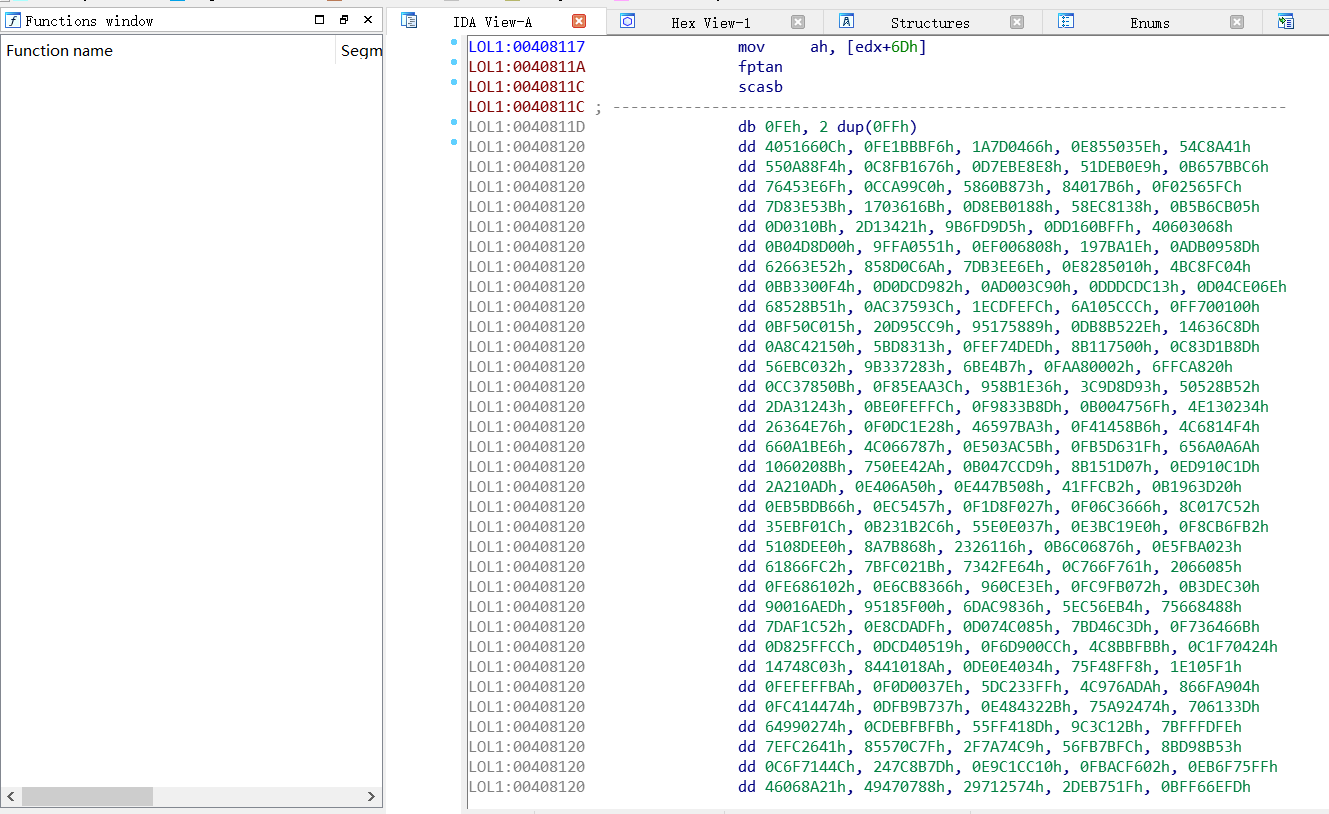 Functions window
IDA View-A
Hex View-1
Structures
Enums
Function name
Segm
LOL1:00408117 mov ah, [edx+6Dh]
LOL1:0040811A fptan
LOL1:0040811C scasb
LOL1:0040811C ; ---------------------------------------------------------------------------
LOL1:0040811D db 0FEh, 2 dup(0FFh)
LOL1:00408120 dd 4051660Ch, 0FE1BBBF6h, 1A7D0466h, 0E855035Eh, 54C8A41h
LOL1:00408120 dd 550A88F4h, 0C8FB1676h, 0D7EBE8E8h, 51DEB0E9h, 0B657BBC6h
LOL1:00408120 dd 76453E6Fh, 0CCA99C0h, 5860B873h, 84017B6h, 0F02565FCh
LOL1:00408120 dd 7D83E53Bh, 1703616Bh, 0D8EB0188h, 58EC8138h, 0B5B6CB05h
LOL1:00408120 dd 0D0310Bh, 2D13421h, 9B6FD9D5h, 0DD160BFFh, 40603068h
LOL1:00408120 dd 0B04D8D00h, 9FFA0551h, 0EF006808h, 197BA1Eh, 0ADB0958Dh
LOL1:00408120 dd 62663E52h, 858D0C6Ah, 7DB3EE6Eh, 0E8285010h, 4BC8FC04h
LOL1:00408120 dd 0BB3300F4h, 0D0DCD982h, 0AD003C90h, 0DDDCDC13h, 0D04CE06Eh
LOL1:00408120 dd 68528B51h, 0AC37593Ch, 1ECDFEFCh, 6A105CCCh, 0FF700100h
LOL1:00408120 dd 0BF50C015h, 20D95CC9h, 95175889h, 0DB8B522Eh, 14636C8Dh
LOL1:00408120 dd 0A8C42150h, 5BD8313h, 0FEF74DEDh, 8B117500h, 0C83D1B8Dh
LOL1:00408120 dd 56EBC032h, 9B337283h, 6BE4B7h, 0FAA80002h, 6FFCA820h
LOL1:00408120 dd 0CC37850Bh, 0F85EAA3Ch, 958B1E36h, 3C9D8D93h, 50528B52h
LOL1:00408120 dd 2DA31243h, 0BE0FEFFCh, 0F9833B8Dh, 0B004756Fh, 4E130234h
LOL1:00408120 dd 26364E76h, 0F0DC1E28h, 46597BA3h, 0F41458B6h, 4C6814F4h
LOL1:00408120 dd 660A1BE6h, 4C066787h, 0E503AC5Bh, 0FB5D631Fh, 656A0A6Ah
LOL1:00408120 dd 1060208Bh, 750EE42Ah, 0B047CCD9h, 8B151D07h, 0ED910C1Dh
LOL1:00408120 dd 2A210ADh, 0E406A50h, 0E447B508h, 41FFCB2h, 0B1963D20h
LOL1:00408120 dd 0EB5BDB66h, 0EC5457h, 0F1D8F027h, 0F06C3666h, 8C017C52h
LOL1:00408120 dd 35EBF01Ch, 0B231B2C6h, 55E0E037h, 0E3BC19E0h, 0F8CB6FB2h
LOL1:00408120 dd 5108DEE0h, 8A7B868h, 2326116h, 0B6C06876h, 0E5FBA023h
LOL1:00408120 dd 61866FC2h, 7BFC021Bh, 7342FE64h, 0C766F761h, 2066085h
LOL1:00408120 dd 0FE686102h, 0E6CB8366h, 960CE3Eh, 0FC9FB072h, 0B3DEC30h
LOL1:00408120 dd 90016AEDh, 95185F00h, 6DAC9836h, 5EC56EB4h, 75668488h
LOL1:00408120 dd 7DAF1C52h, 0E8CDADFh, 0D074C085h, 7BD46C3Dh, 0F736466Bh
LOL1:00408120 dd 0D825FFCCh, 0DCD40519h, 0F6D900CCh, 4C8BBFBBh, 0C1F70424h
LOL1:00408120 dd 14748C03h, 8441018Ah, 0DE0E4034h, 75F48FF8h, 1E105F1h
LOL1:00408120 dd 0FEFEFFBAh, 0F0D0037Eh, 5DC233FFh, 4C976ADAh, 866FA904h
LOL1:00408120 dd 0FC414474h, 0DFB9B737h, 0E484322Bh, 75A92474h, 706133Dh
LOL1:00408120 dd 64990274h, 0CDEBFBFBh, 55FF418Dh, 9C3C12Bh, 7BFFFDFEh
LOL1:00408120 dd 7EFC2641h, 85570C7Fh, 2F7A74C9h, 56FB7BFCh, 8BD98B53h
LOL1:00408120 dd 0C6F7144Ch, 247C8B7Dh, 0E9C1CC10h, 0FBACF602h, 0EB6F75FFh
LOL1:00408120 dd 46068A21h, 49470788h, 29712574h, 2DEB751Fh, 0BFF66EFDh